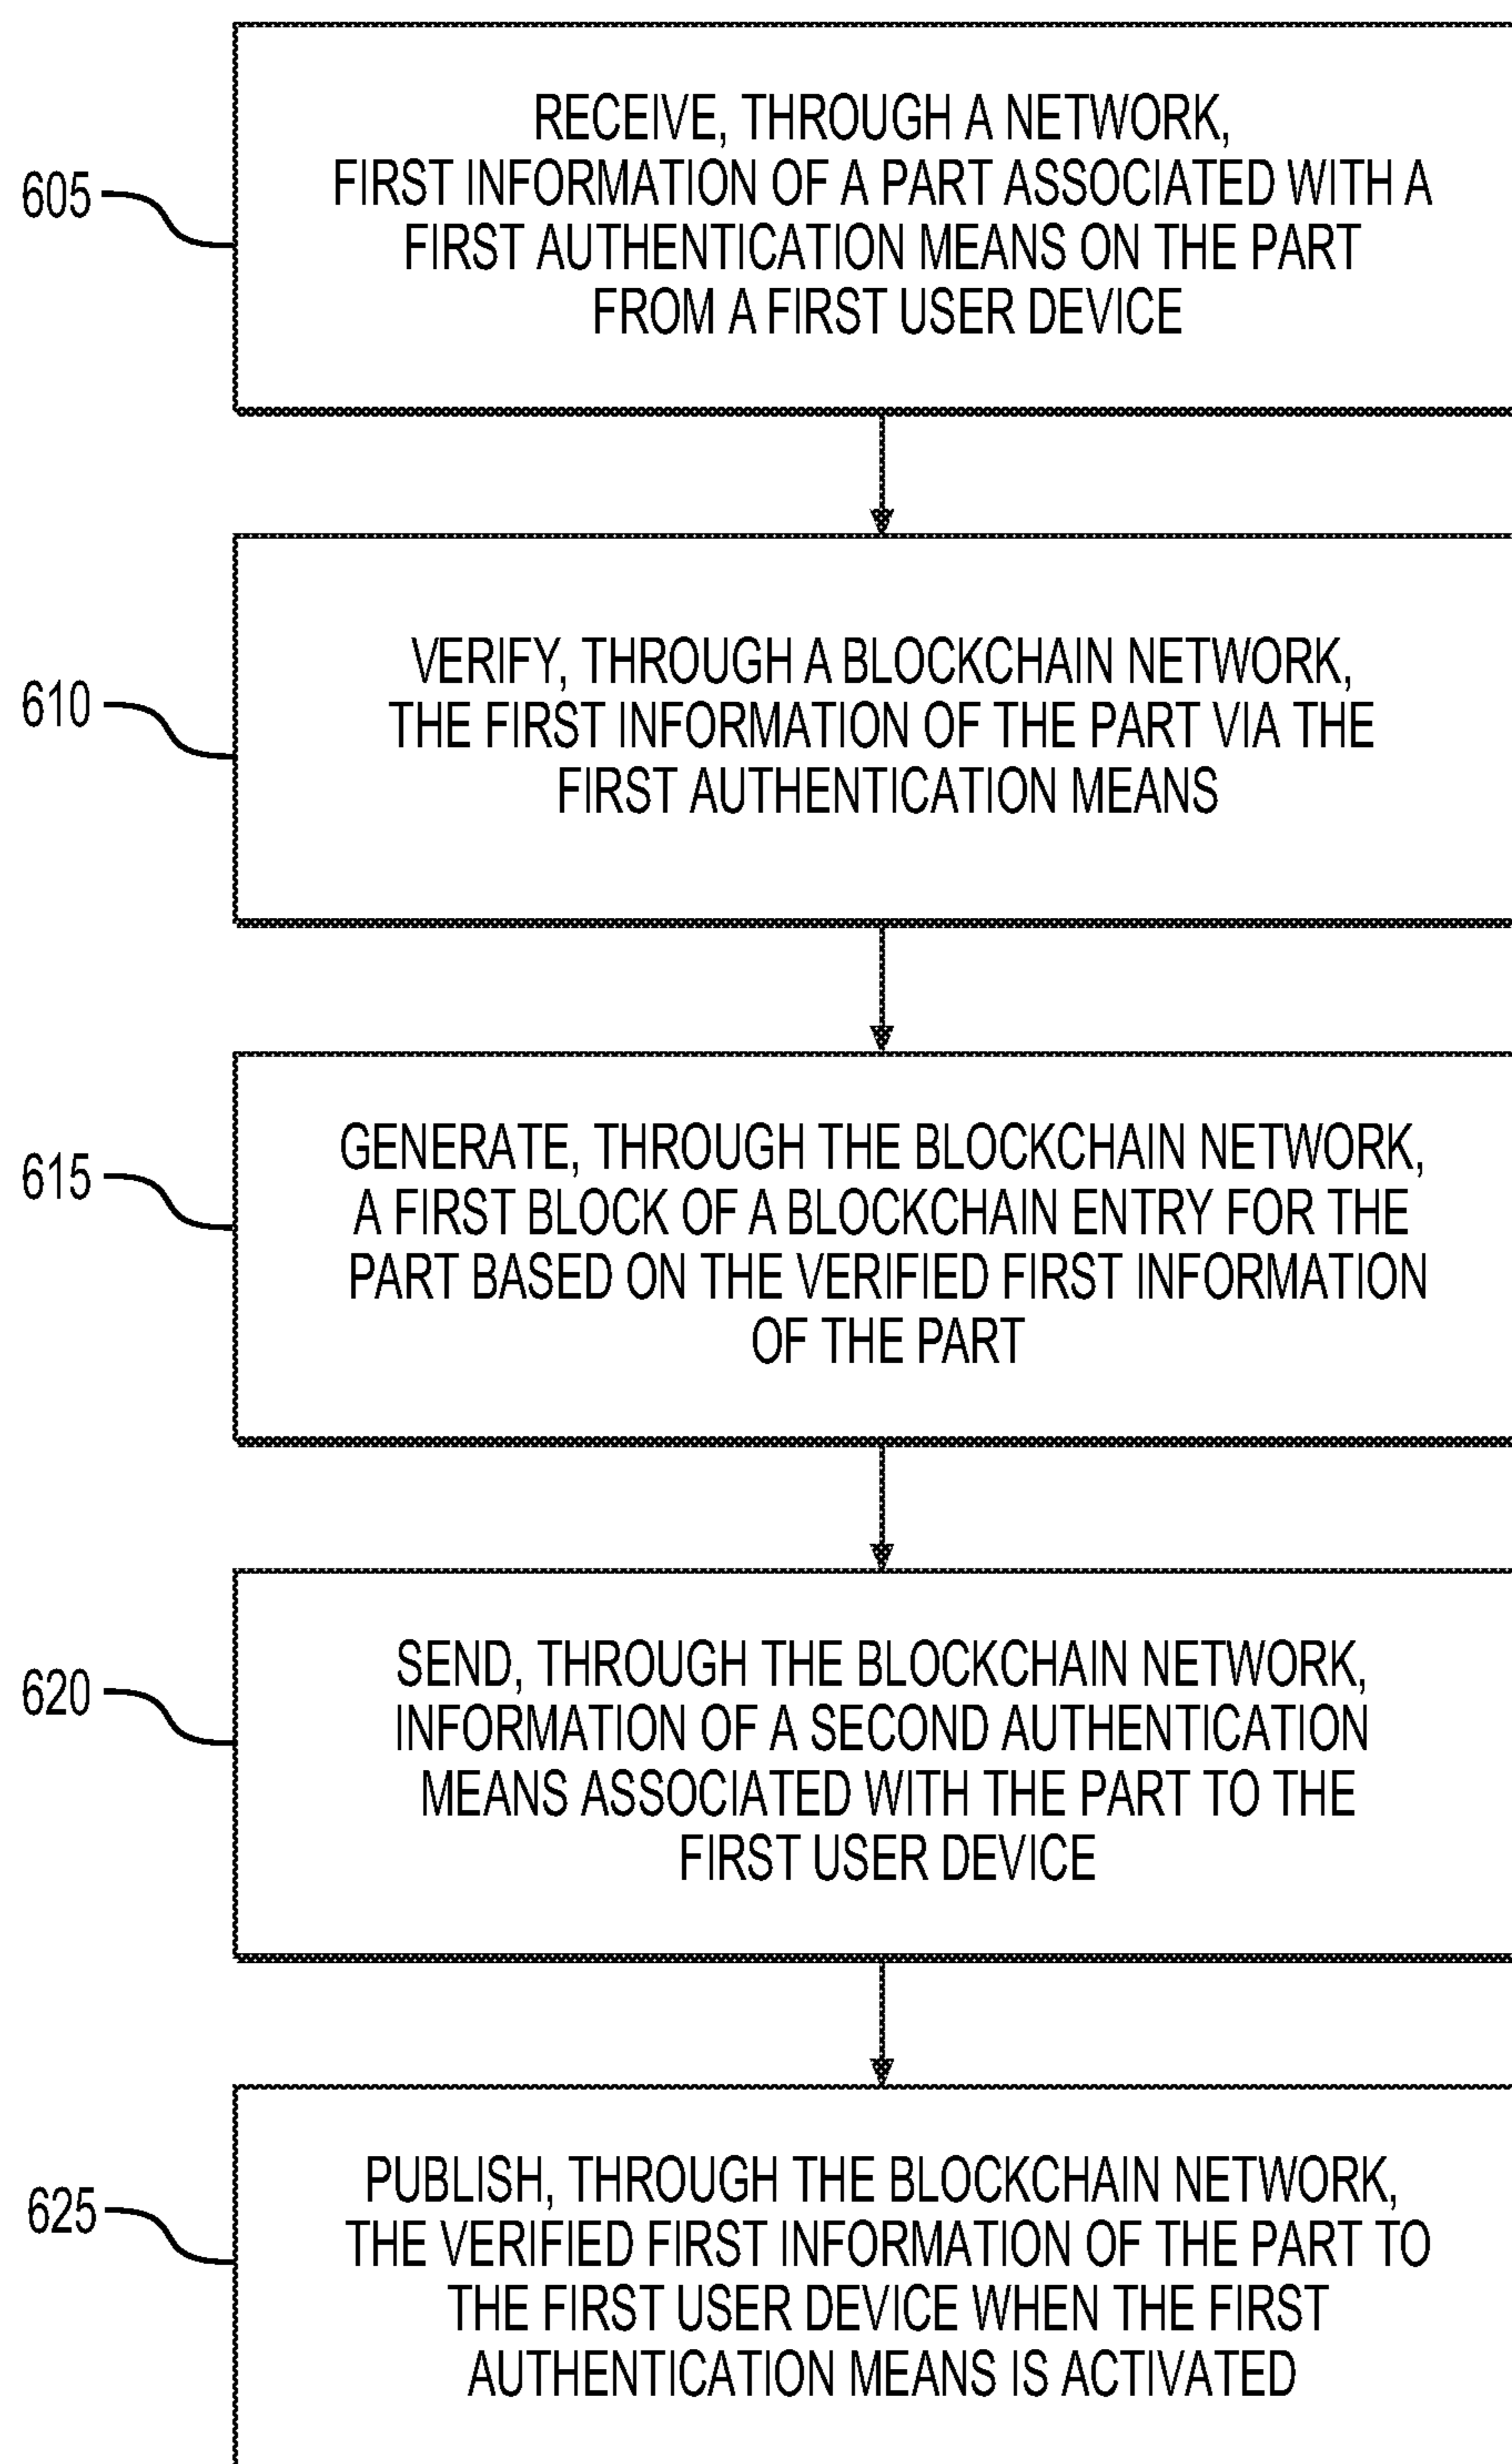 RECEIVE, THROUGH A NETWORK,
FIRST INFORMATION OF A PART ASSOCIATED WITH A
605
FIRST AUTHENTICATION MEANS ON THE PART
FROM A FIRST USER DEVICE
VERIFY, THROUGH A BLOCKCHAIN NETWORK,
610
THE FIRST INFORMATION OF THE PART VIA THE
FIRST AUTHENTICATION MEANS
GENERATE, THROUGH THE BLOCKCHAIN NETWORK,
615
A FIRST BLOCK OF A BLOCKCHAIN ENTRY FOR THE
PART BASED ON THE VERIFIED FIRST INFORMATION
OF THE PART
SEND, THROUGH THE BLOCKCHAIN NETWORK,
620
INFORMATION OF A SECOND AUTHENTICATION
MEANS ASSOCIATED WITH THE PART TO THE
FIRST USER DEVICE
PUBLISH, THROUGH THE BLOCKCHAIN NETWORK,
625
THE VERIFIED FIRST INFORMATION OF THE PART TO
THE FIRST USER DEVICE WHEN THE FIRST
AUTHENTICATION MEANS IS ACTIVATED